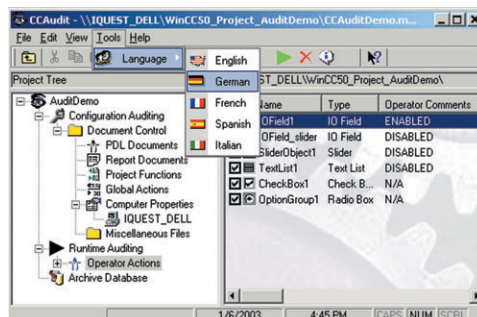 CCAudit - \\IQUEST_DELL\WinCC50_Project_AuditDemo\CCAuditDemo.m...
File Edit View Tools Help
Language
English
German
French
Spanish
Italian
Project Tree
ST_DELL\WinCC50_Project_AuditDemo\
AuditDemo
Configuration Auditing
Document Control
PDL Documents
Report Documents
Project Functions
Global Actions
Computer Properties
IQUEST_DELL
Miscellaneous Files
Runtime Auditing
Operator Actions
Archive Database
Name Type Operator Comments
OField1 IO Field ENABLED
OField_slider IO Field DISABLED
SliderObject1 Slider DISABLED
TextList1 Text List DISABLED
CheckBox1 Check B... N/A
OptionGroup1 Radio Box N/A
1/6/2003 4:45 PM CAPS NUM SCRL